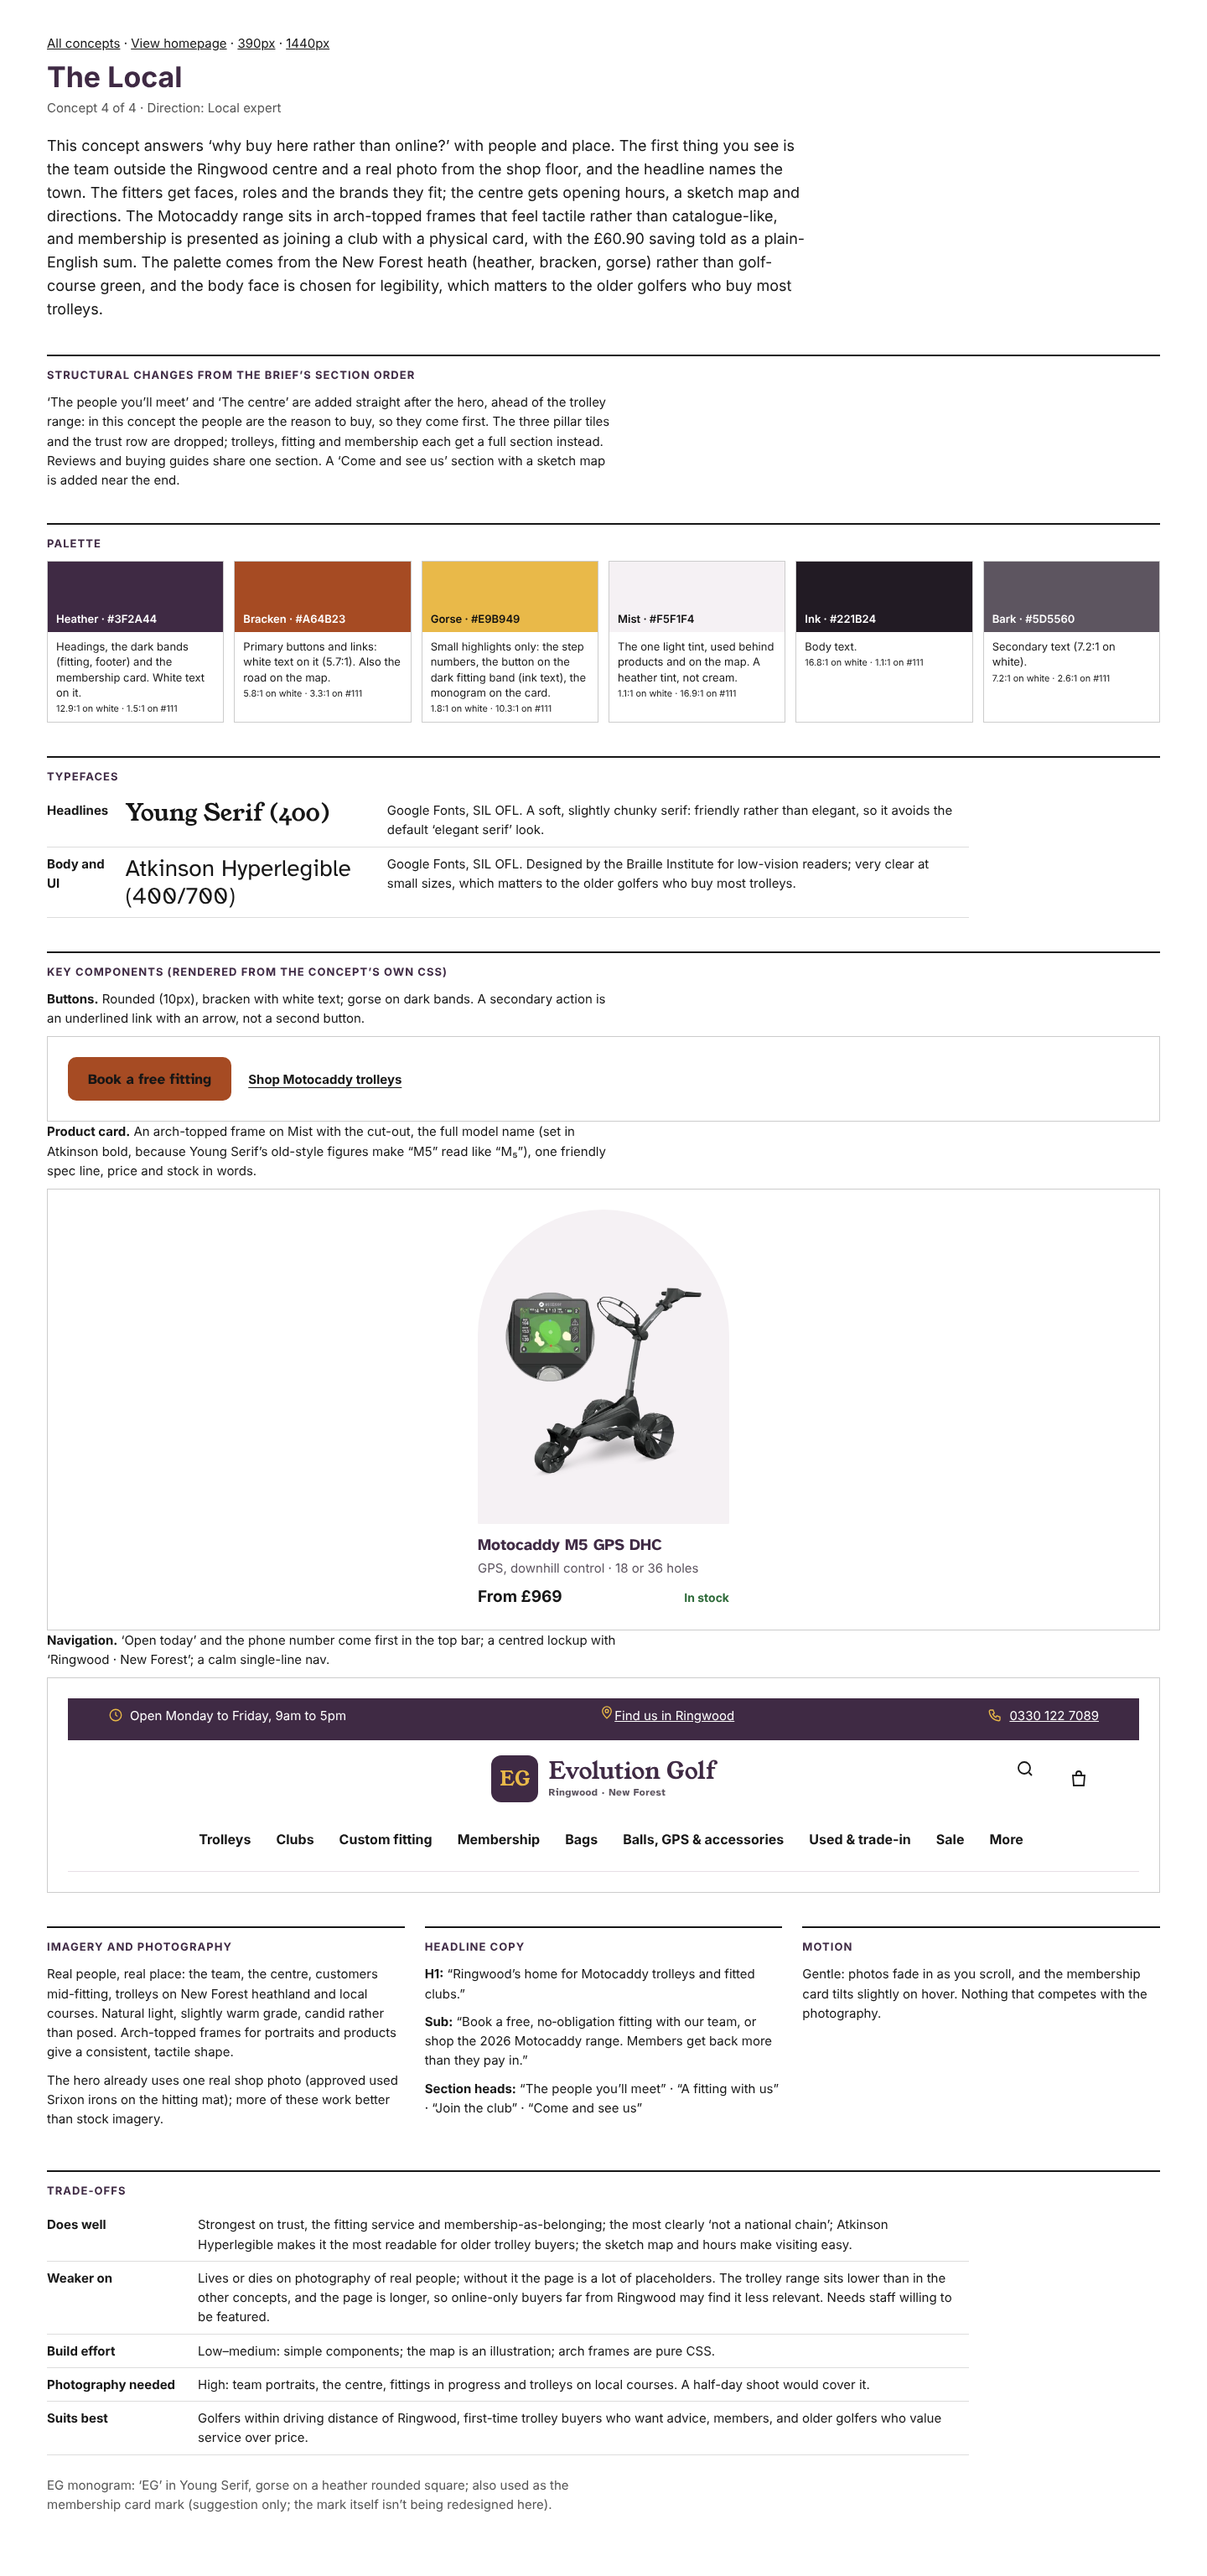 All concepts · View homepage · 390px · 1440px
The Local
Concept 4 of 4 · Direction: Local expert
This concept answers ‘why buy here rather than online?’ with people and place. The first thing you see is
the team outside the Ringwood centre and a real photo from the shop floor, and the headline names the
town. The fitters get faces, roles and the brands they fit; the centre gets opening hours, a sketch map and
directions. The Motocaddy range sits in arch-topped frames that feel tactile rather than catalogue-like,
and membership is presented as joining a club with a physical card, with the £60.90 saving told as a plain-
English sum. The palette comes from the New Forest heath (heather, bracken, gorse) rather than golf-
course green, and the body face is chosen for legibility, which matters to the older golfers who buy most
trolleys.
STRUCTURAL CHANGES FROM THE BRIEF’S SECTION ORDER
‘The people you’ll meet’ and ‘The centre’ are added straight after the hero, ahead of the trolley
range: in this concept the people are the reason to buy, so they come first. The three pillar tiles
and the trust row are dropped; trolleys, fitting and membership each get a full section instead.
Reviews and buying guides share one section. A ‘Come and see us’ section with a sketch map
is added near the end.
PALETTE
Heather · #3F2A44
Headings, the dark bands
(fitting, footer) and the
membership card. White text
on it.
12.9:1 on white · 1.5:1 on #111
Bracken · #A64B23
Primary buttons and links:
white text on it (5.7:1). Also the
road on the map.
5.8:1 on white · 3.3:1 on #111
Gorse · #E9B949
Small highlights only: the step
numbers, the button on the
dark fitting band (ink text), the
monogram on the card.
1.8:1 on white · 10.3:1 on #111
Mist · #F5F1F4
The one light tint, used behind
products and on the map. A
heather tint, not cream.
1.1:1 on white · 16.9:1 on #111
Ink · #221B24
Body text.
16.8:1 on white · 1.1:1 on #111
Bark · #5D5560
Secondary text (7.2:1 on
white).
7.2:1 on white · 2.6:1 on #111
TYPEFACES
Headlines
Young Serif (400)
Google Fonts, SIL OFL. A soft, slightly chunky serif: friendly rather than elegant, so it avoids the
default ‘elegant serif’ look.
Body and
UI
Atkinson Hyperlegible
(400/700)
Google Fonts, SIL OFL. Designed by the Braille Institute for low-vision readers; very clear at
small sizes, which matters to the older golfers who buy most trolleys.
KEY COMPONENTS (RENDERED FROM THE CONCEPT’S OWN CSS)
Buttons. Rounded (10px), bracken with white text; gorse on dark bands. A secondary action is
an underlined link with an arrow, not a second button.
Book a free fitting
Shop Motocaddy trolleys
Product card. An arch-topped frame on Mist with the cut-out, the full model name (set in
Atkinson bold, because Young Serif’s old-style figures make “M5” read like “M₅”), one friendly
spec line, price and stock in words.
Motocaddy M5 GPS DHC
GPS, downhill control · 18 or 36 holes
From £969
In stock
Navigation. ‘Open today’ and the phone number come first in the top bar; a centred lockup with
‘Ringwood · New Forest’; a calm single-line nav.
Open Monday to Friday, 9am to 5pm
Find us in Ringwood
0330 122 7089
EG
Evolution Golf
Ringwood · New Forest
Trolleys Clubs Custom fitting Membership Bags Balls, GPS & accessories Used & trade-in Sale More
IMAGERY AND PHOTOGRAPHY
Real people, real place: the team, the centre, customers
mid-fitting, trolleys on New Forest heathland and local
courses. Natural light, slightly warm grade, candid rather
than posed. Arch-topped frames for portraits and products
give a consistent, tactile shape.
The hero already uses one real shop photo (approved used
Srixon irons on the hitting mat); more of these work better
than stock imagery.
HEADLINE COPY
H1: “Ringwood’s home for Motocaddy trolleys and fitted
clubs.”
Sub: “Book a free, no-obligation fitting with our team, or
shop the 2026 Motocaddy range. Members get back more
than they pay in.”
Section heads: “The people you’ll meet” · “A fitting with us”
· “Join the club” · “Come and see us”
MOTION
Gentle: photos fade in as you scroll, and the membership
card tilts slightly on hover. Nothing that competes with the
photography.
TRADE-OFFS
Does well
Strongest on trust, the fitting service and membership-as-belonging; the most clearly ‘not a national chain’; Atkinson
Hyperlegible makes it the most readable for older trolley buyers; the sketch map and hours make visiting easy.
Weaker on
Lives or dies on photography of real people; without it the page is a lot of placeholders. The trolley range sits lower than in the
other concepts, and the page is longer, so online-only buyers far from Ringwood may find it less relevant. Needs staff willing to
be featured.
Build effort
Low–medium: simple components; the map is an illustration; arch frames are pure CSS.
Photography needed
High: team portraits, the centre, fittings in progress and trolleys on local courses. A half-day shoot would cover it.
Suits best
Golfers within driving distance of Ringwood, first-time trolley buyers who want advice, members, and older golfers who value
service over price.
EG monogram: ‘EG’ in Young Serif, gorse on a heather rounded square; also used as the
membership card mark (suggestion only; the mark itself isn’t being redesigned here).